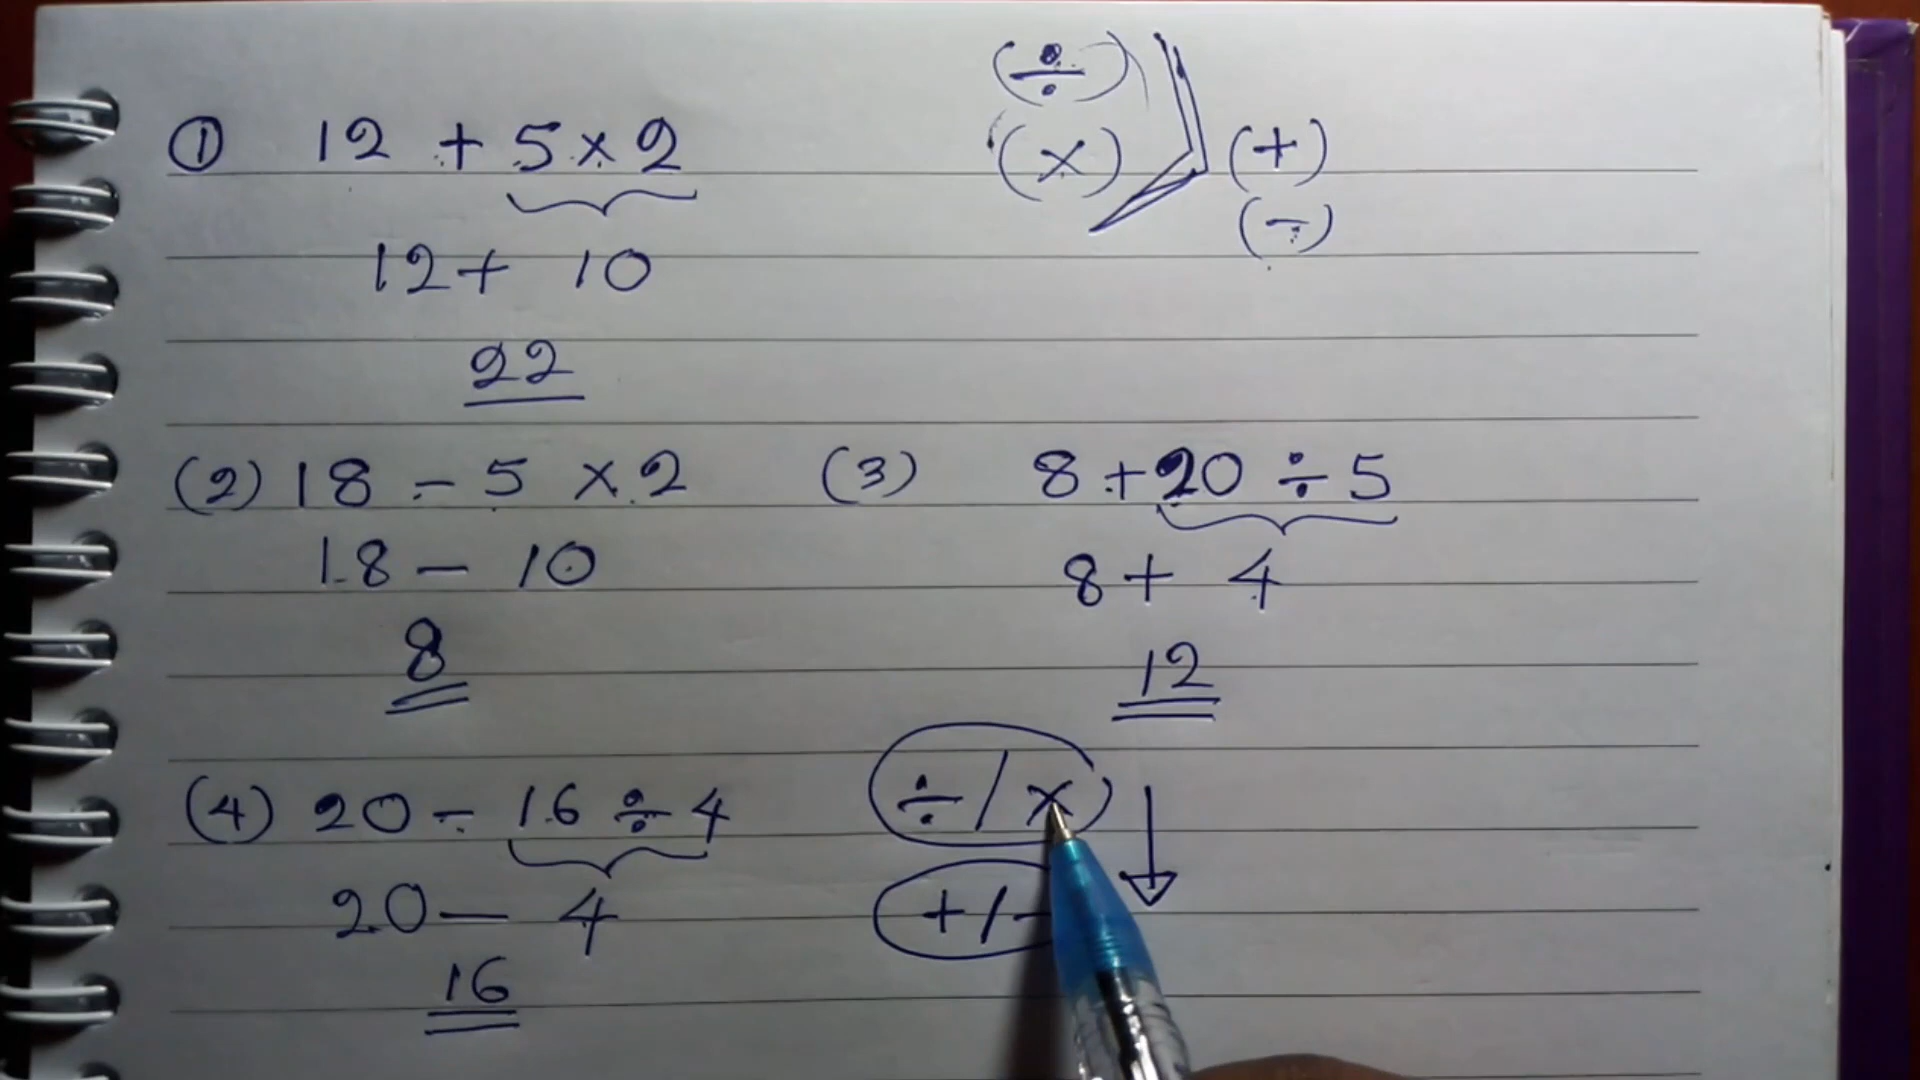 ① 12 + 5 × 2
12 + 10
22
(÷)
(×)
(+)
(-)
(2) 18 - 5 × 2
18 - 10
8
(3) 8 + 20 ÷ 5
8 + 4
12
(4) 20 - 16 ÷ 4
20 - 4
16
÷ / ×
+ / -